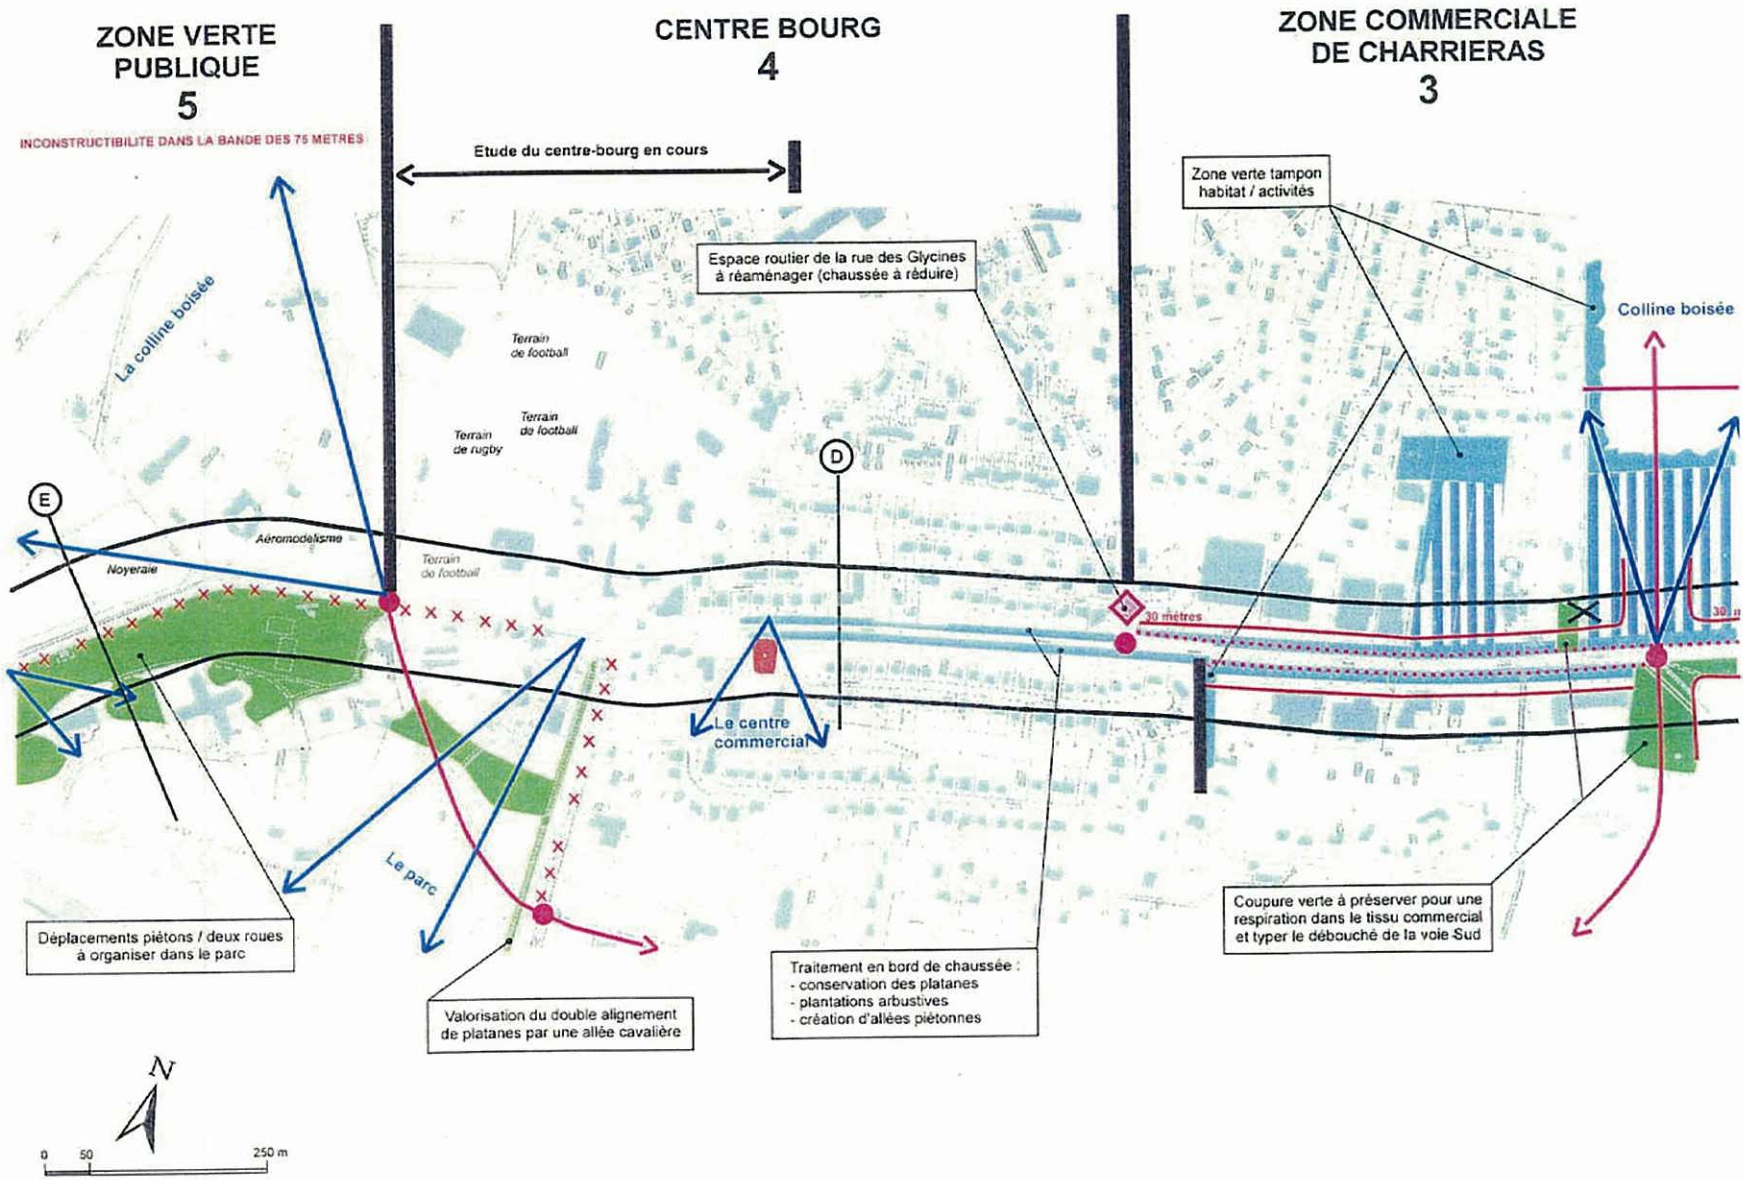 ZONE VERTE
PUBLIQUE
5
INCONSTRUCTIBILITE DANS LA BANDE DES 75 METRES
CENTRE BOURG
4
Etude du centre-bourg en cours
ZONE COMMERCIALE
DE CHARRIERAS
3
Zone verte tampon
habitat / activités
Espace routier de la rue des Glycines
à réaménager (chaussée à réduire)
La colline boisée
Colline boisée
Terrain
de football
Terrain
de football
Terrain
de rugby
D
E
Aéromodelisme
Noyeraie
Terrain
de football
30 mètres
30 m
Le centre
commercial
Le parc
Déplacements piétons / deux roues
à organiser dans le parc
Valorisation du double alignement
de platanes par une allée cavalière
Traitement en bord de chaussée :
- conservation des platanes
- plantations arbustives
- création d'allées piétonnes
Coupure verte à préserver pour une
respiration dans le tissu commercial
et typer le débouché de la voie Sud
N
0 50 250 m